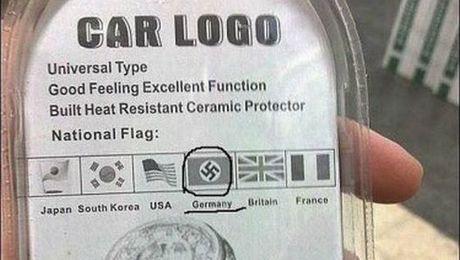 CAR LOGO
Universal Type
Good Feeling Excellent Function
Built Heat Resistant Ceramic Protector
National Flag:
Japan South Korea USA Germany Britain France